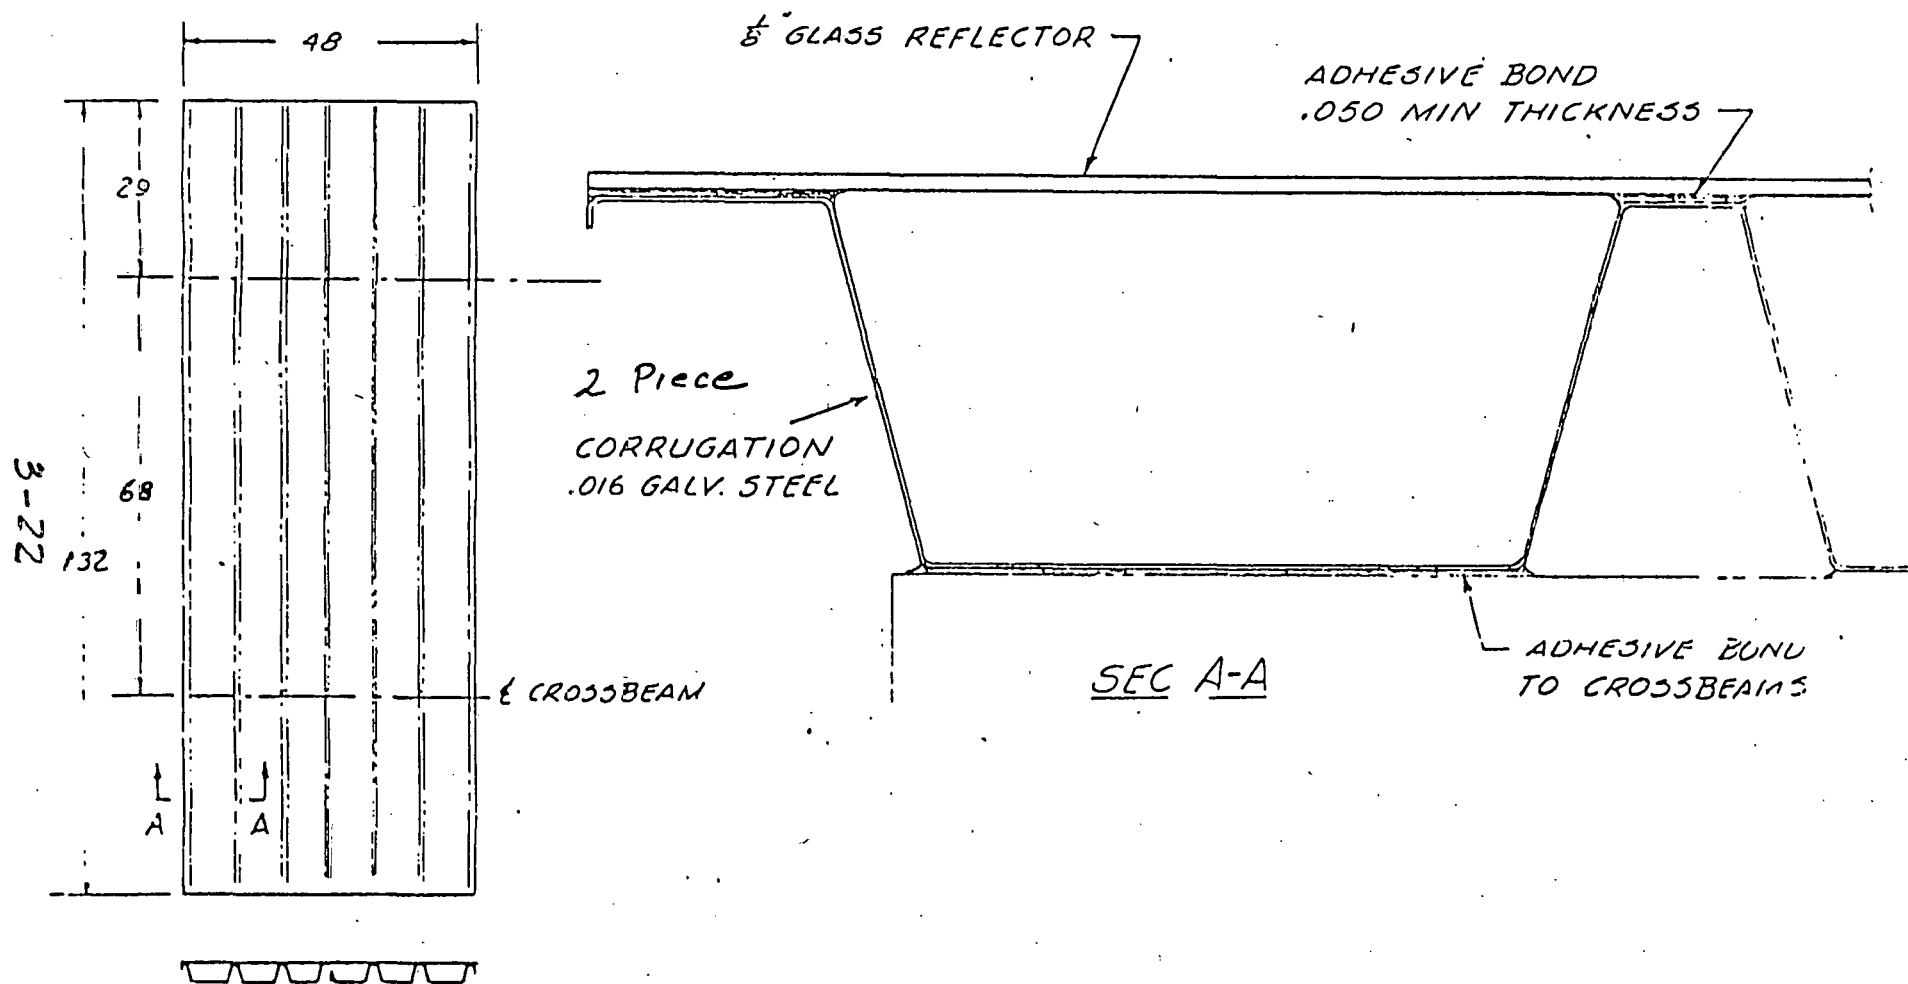 48
1/8" GLASS REFLECTOR
ADHESIVE BOND
.050 MIN THICKNESS
29
2 Piece
CORRUGATION
.016 GALV. STEEL
68
132
3-22
℄ CROSSBEAM
ADHESIVE BOND
TO CROSSBEAMS
SEC A-A
A A